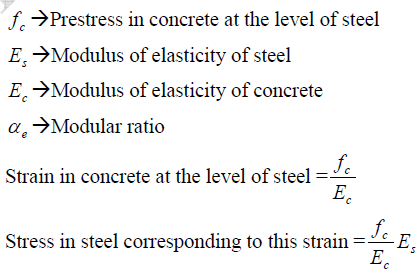 f_c → Prestress in concrete at the level of steel
E_s → Modulus of elasticity of steel
E_c → Modulus of elasticity of concrete
α_e → Modular ratio
Strain in concrete at the level of steel = f_c / E_c
Stress in steel corresponding to this strain = f_c / E_c E_s